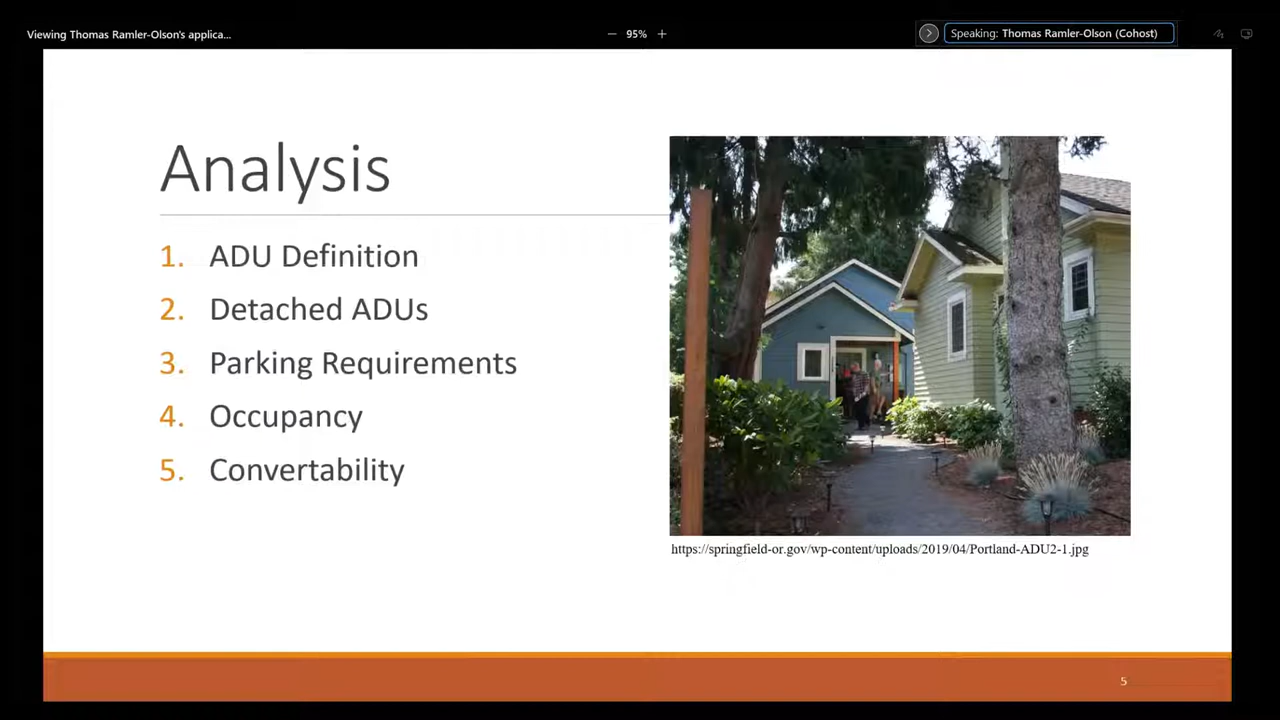 Viewing Thomas Ramler-Olson's applica...
95%
Speaking: Thomas Ramler-Olson (Cohost)
Analysis
1. ADU Definition
2. Detached ADUs
3. Parking Requirements
4. Occupancy
5. Convertability
https://springfield-or.gov/wp-content/uploads/2019/04/Portland-ADU2-1.jpg
5